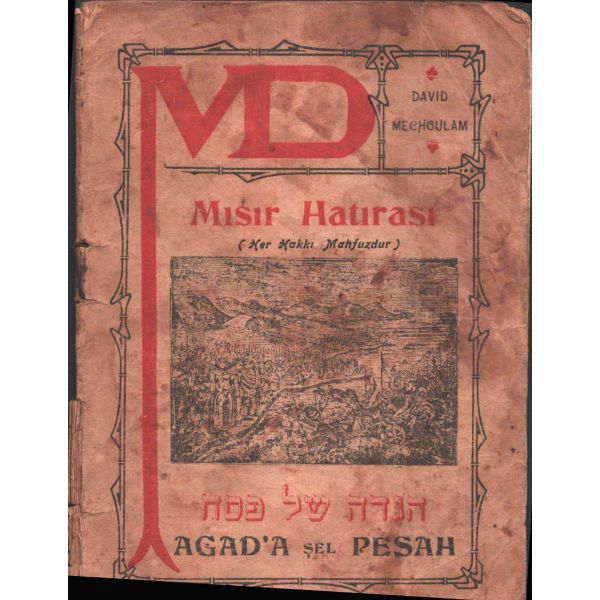 MD
DAVID
MECHOULAM
Mısır Hatırası
( Her Hakkı Mahfuzdur )
הגדה של פסח
AGAD'A ŞEL PESAH